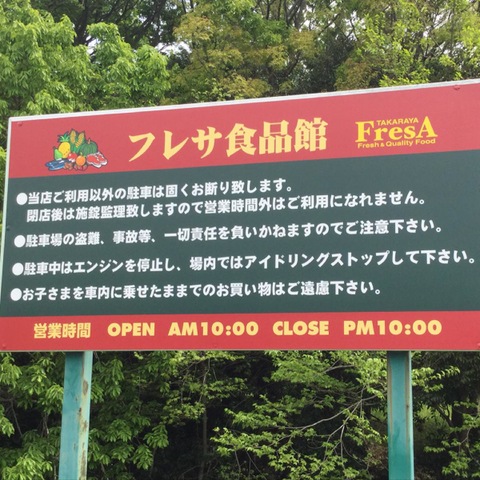 フレサ食品館
TAKARAYA
FresA
Fresh & Quality Food
●当店ご利用以外の駐車は固くお断り致します。
閉店後は施錠監理致しますので営業時間外はご利用になれません。
●駐車場の盗難、事故等、一切責任を負いかねますのでご注意下さい。
●駐車中はエンジンを停止し、場内ではアイドリングストップして下さい。
●お子さまを車内に乗せたままでのお買い物はご遠慮下さい。
営業時間 OPEN AM10:00 CLOSE PM10:00